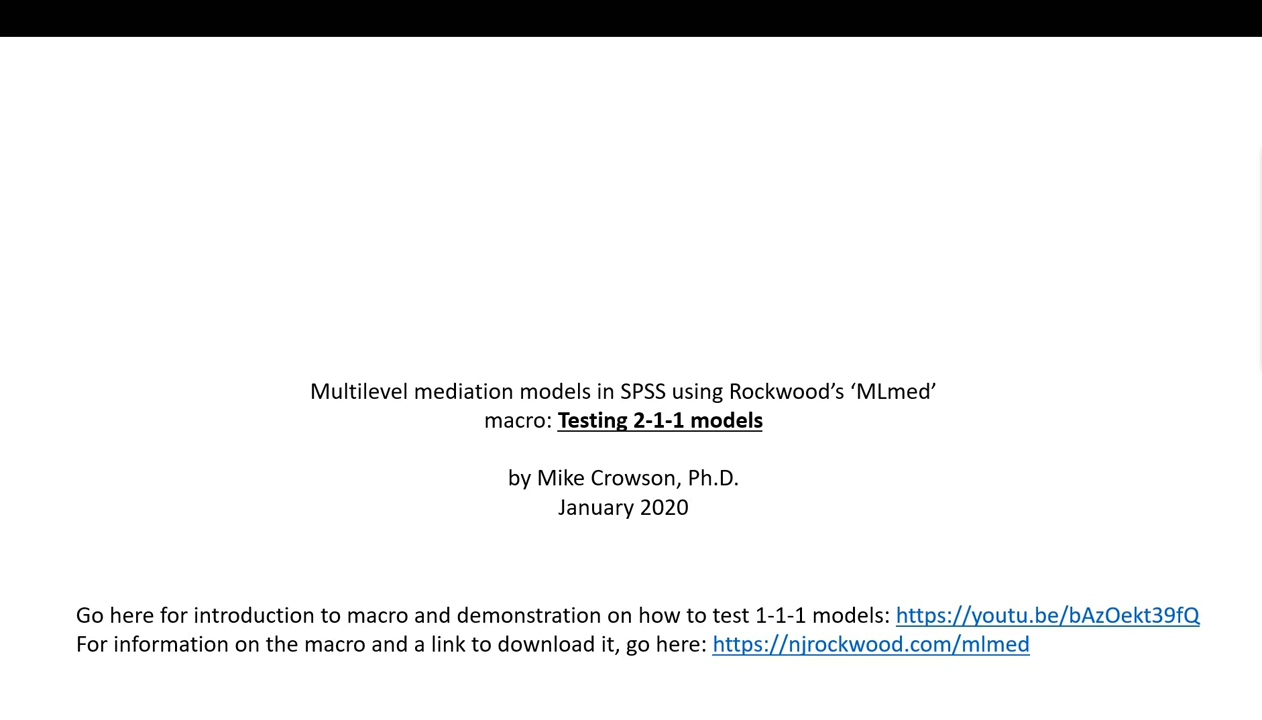 Multilevel mediation models in SPSS using Rockwood’s ‘MLmed’
macro: Testing 2-1-1 models
by Mike Crowson, Ph.D.
January 2020
Go here for introduction to macro and demonstration on how to test 1-1-1 models: https://youtu.be/bAzOekt39fQ
For information on the macro and a link to download it, go here: https://njrockwood.com/mlmed